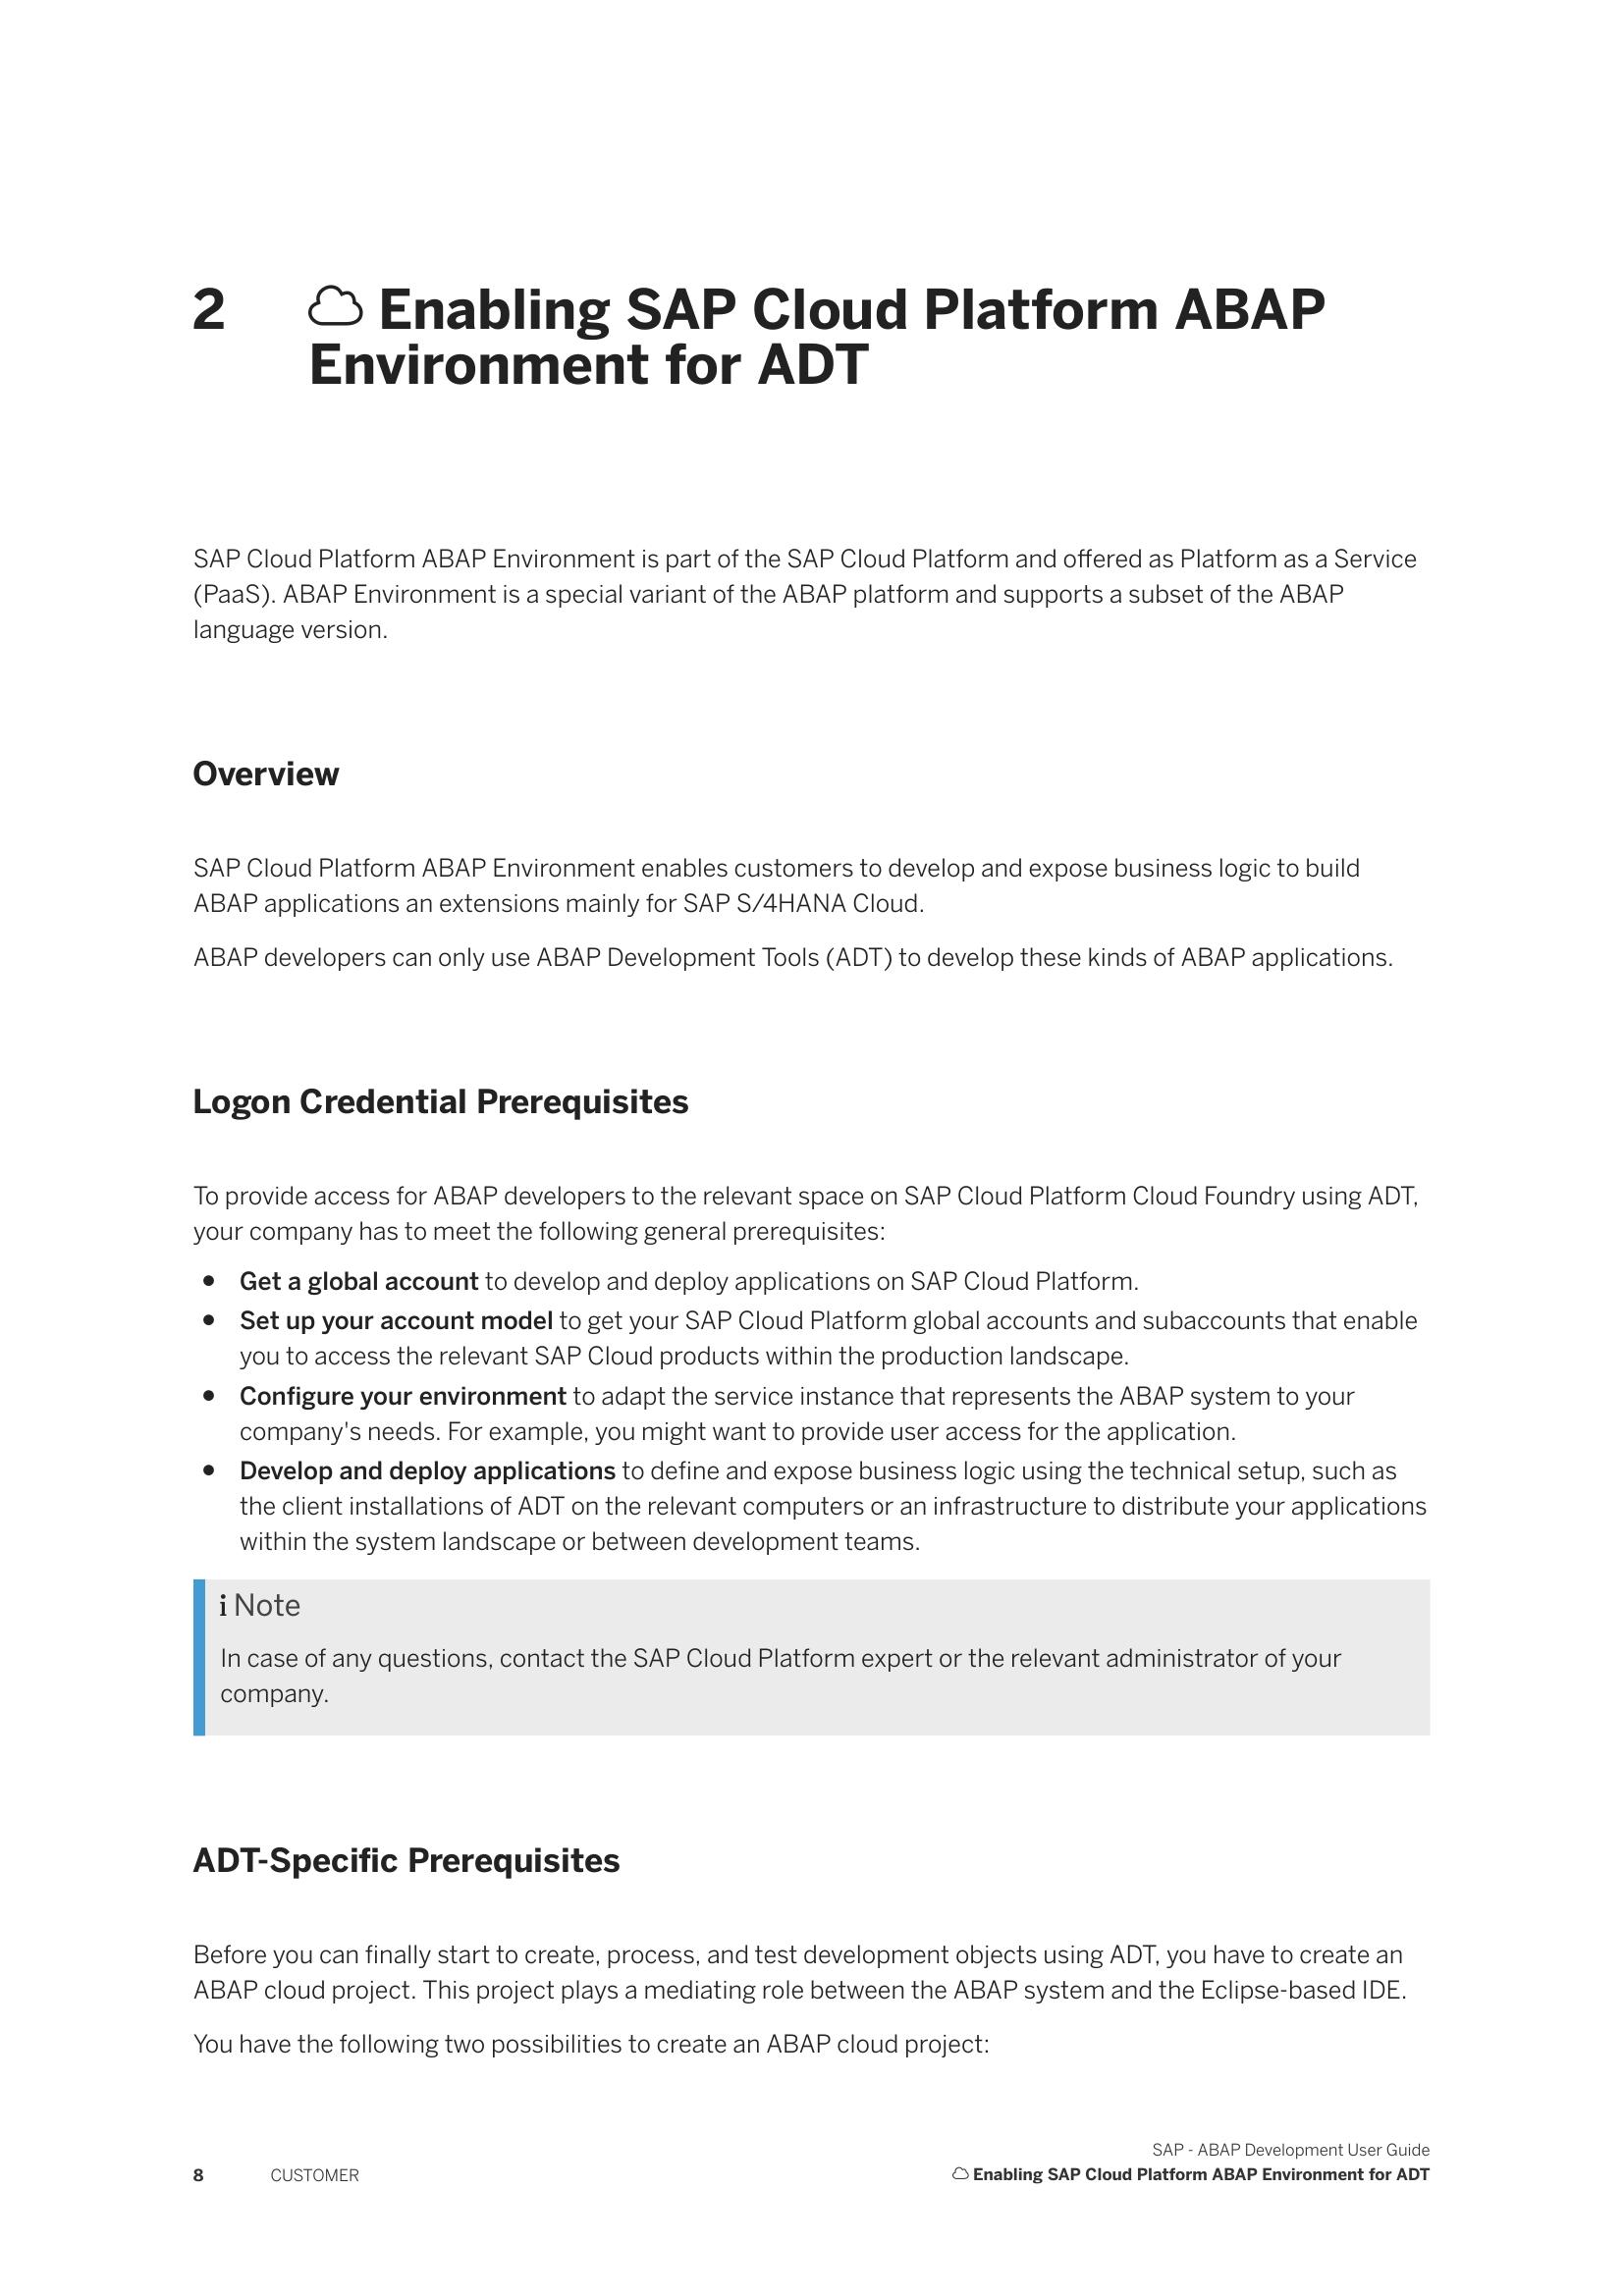 2 Enabling SAP Cloud Platform ABAP
Environment for ADT
SAP Cloud Platform ABAP Environment is part of the SAP Cloud Platform and offered as Platform as a Service
(PaaS). ABAP Environment is a special variant of the ABAP platform and supports a subset of the ABAP
language version.
Overview
SAP Cloud Platform ABAP Environment enables customers to develop and expose business logic to build
ABAP applications an extensions mainly for SAP S/4HANA Cloud.
ABAP developers can only use ABAP Development Tools (ADT) to develop these kinds of ABAP applications.
Logon Credential Prerequisites
To provide access for ABAP developers to the relevant space on SAP Cloud Platform Cloud Foundry using ADT,
your company has to meet the following general prerequisites:
● Get a global account to develop and deploy applications on SAP Cloud Platform.
● Set up your account model to get your SAP Cloud Platform global accounts and subaccounts that enable
you to access the relevant SAP Cloud products within the production landscape.
● Configure your environment to adapt the service instance that represents the ABAP system to your
company's needs. For example, you might want to provide user access for the application.
● Develop and deploy applications to define and expose business logic using the technical setup, such as
the client installations of ADT on the relevant computers or an infrastructure to distribute your applications
within the system landscape or between development teams.
i Note
In case of any questions, contact the SAP Cloud Platform expert or the relevant administrator of your
company.
ADT-Specific Prerequisites
Before you can finally start to create, process, and test development objects using ADT, you have to create an
ABAP cloud project. This project plays a mediating role between the ABAP system and the Eclipse-based IDE.
You have the following two possibilities to create an ABAP cloud project:
SAP - ABAP Development User Guide
8 CUSTOMER Enabling SAP Cloud Platform ABAP Environment for ADT